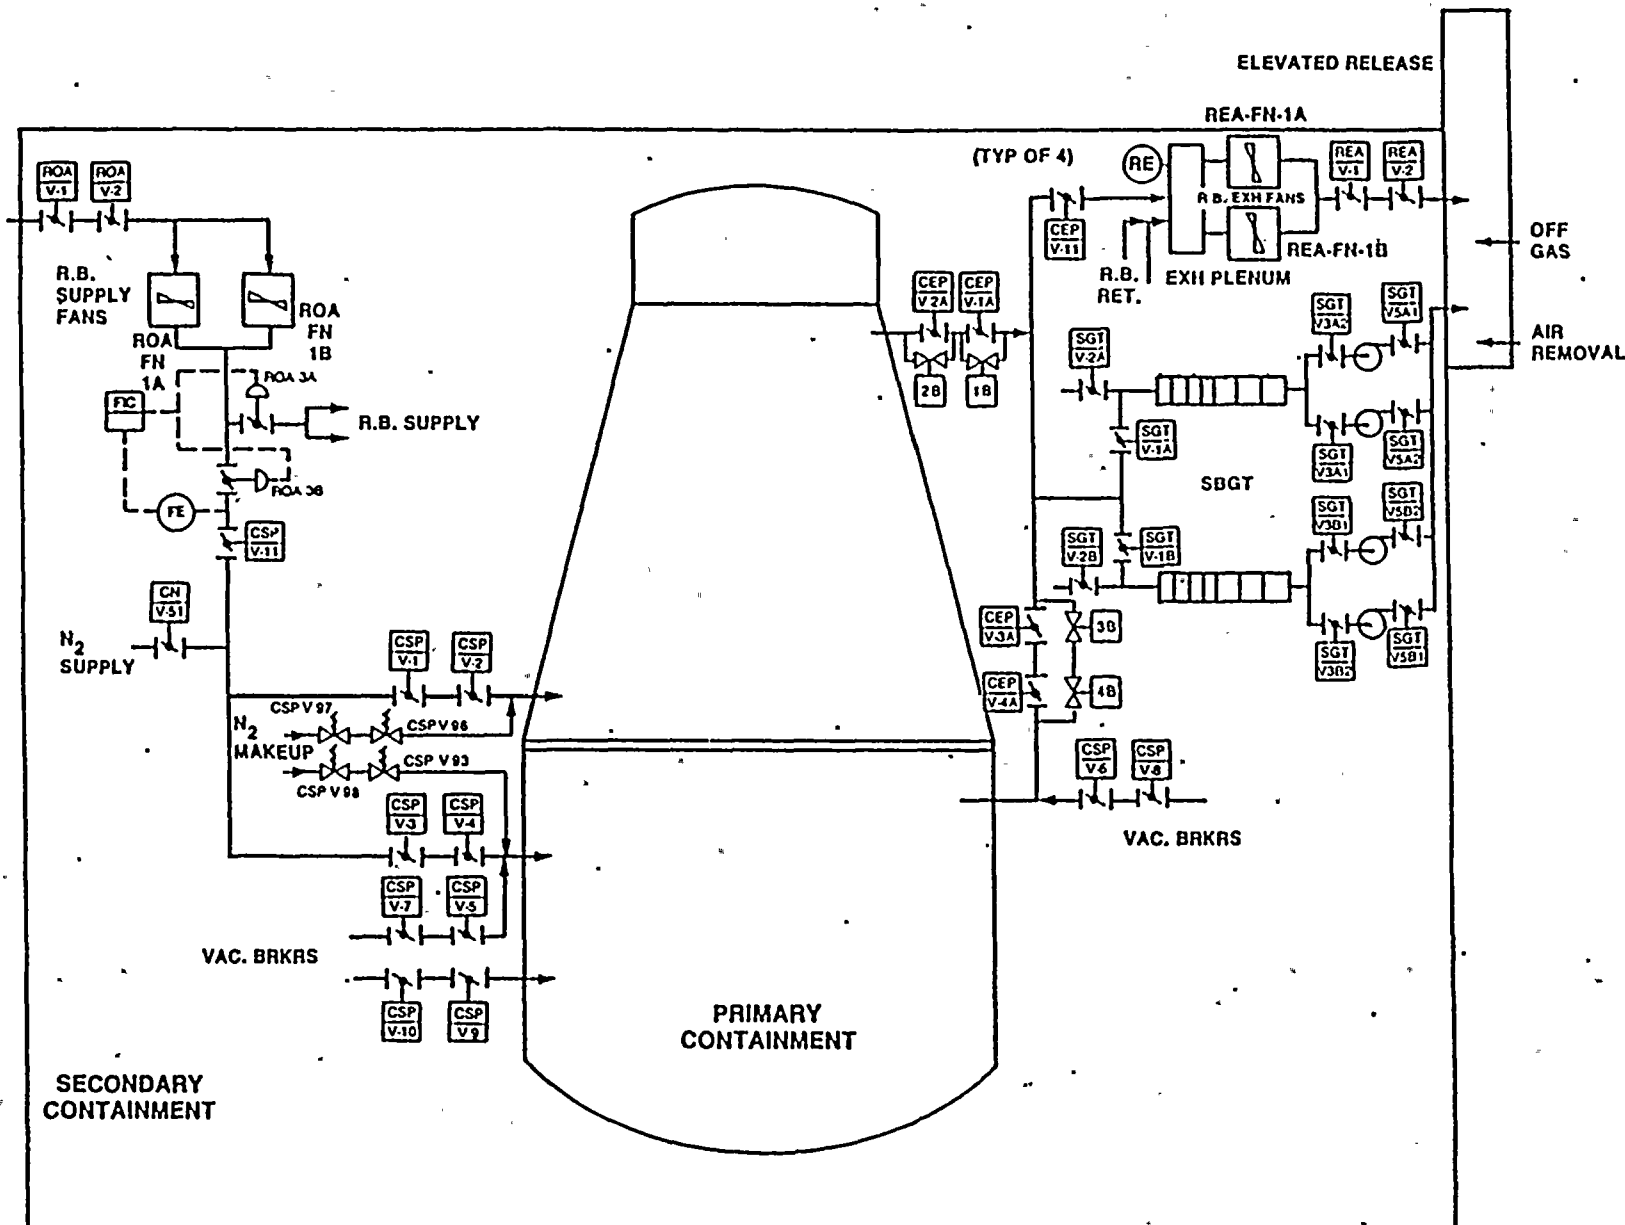 ELEVATED RELEASE
REA-FN-1A
(TYP OF 4)
RE
REA
V-1
REA
V-2
ROA
V-1
ROA
V-2
R.B. EXH FANS
CEP
V-11
REA-FN-1B
R.B.
RET.
EXH PLENUM
OFF
GAS
R.B.
SUPPLY
FANS
ROA
FN
1A
ROA
FN
1B
CEP
V-2A
CEP
V-1A
2B
1B
SGT
V3A2
SGT
V5A1
AIR
REMOVAL
SGT
V-2A
ROA 3A
FIC
R.B. SUPPLY
SGT
V-1A
SGT
V3A1
SGT
V5A2
SBGT
ROA 3B
FE
CSP
V-11
SGT
V3B1
SGT
V5B2
SGT
V-2B
SGT
V-1B
CN
V-51
N2
SUPPLY
CSP
V-1
CSP
V-2
CEP
V-3A
3B
SGT
V3B2
SGT
V5B1
CEP
V-4A
4B
CSP V 97
CSP V 96
N2
MAKEUP
CSP V 93
CSP V 98
CSP
V-6
CSP
V-8
CSP
V-3
CSP
V-4
VAC. BRKRS
CSP
V-7
CSP
V-5
VAC. BRKRS
CSP
V-10
CSP
V 9
PRIMARY
CONTAINMENT
SECONDARY
CONTAINMENT